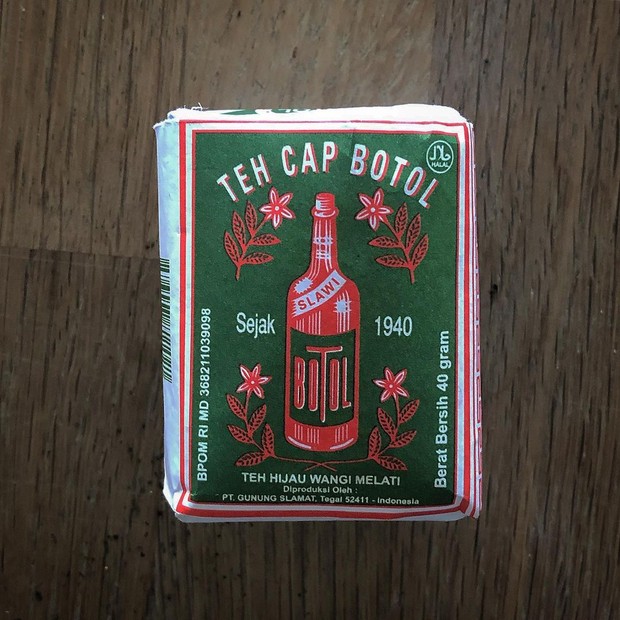 TEH CAP BOTOL
حلال
HALAL
SLAWI
Sejak 1940
BOTOL
BPOM RI MD 368211039098
Berat Bersih 40 gram
TEH HIJAU WANGI MELATI
Diproduksi Oleh :
PT. GUNUNG SLAMAT, Tegal 52411 - Indonesia